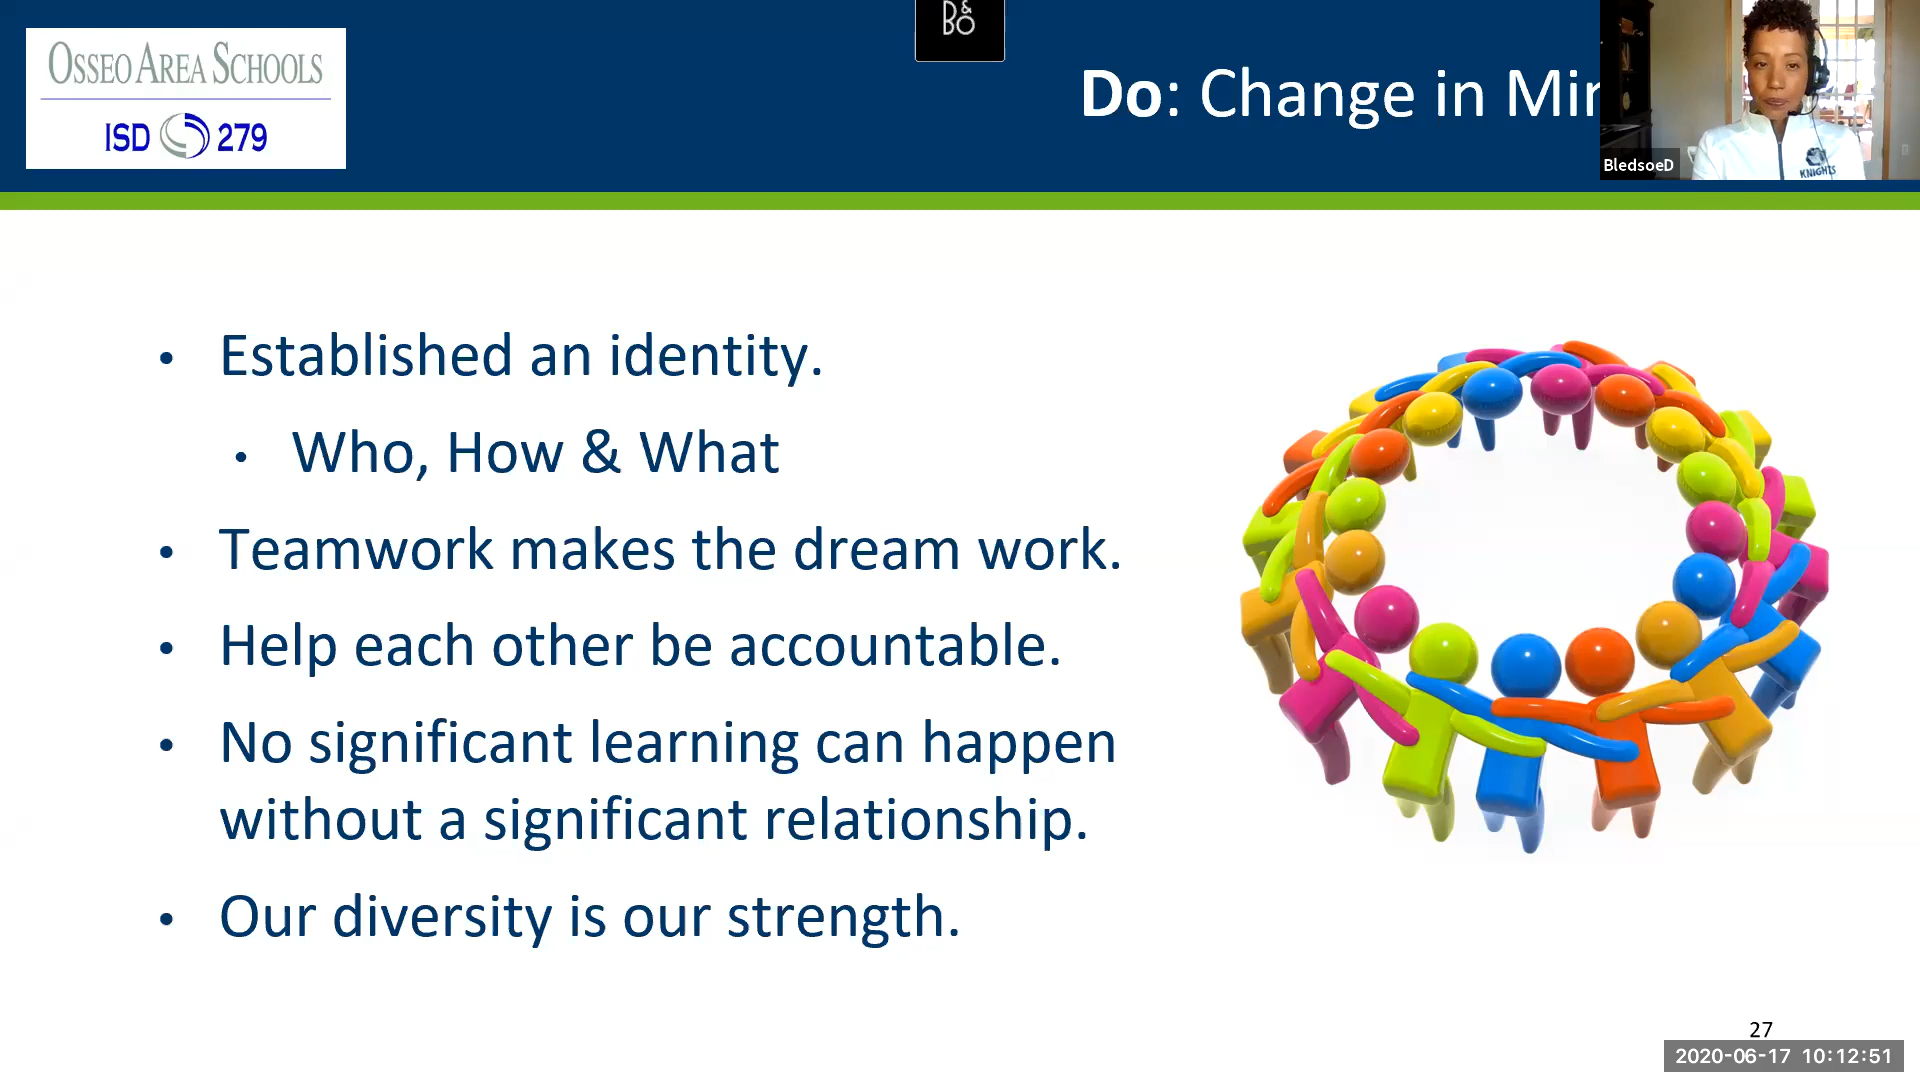 OSSEO AREA SCHOOLS
ISD 279
B&O
Do: Change in
BledsoeD
KNIGHTS
• Established an identity.
• Who, How & What
• Teamwork makes the dream work.
• Help each other be accountable.
• No significant learning can happen
without a significant relationship.
• Our diversity is our strength.
27
2020-06-17 10:12:51